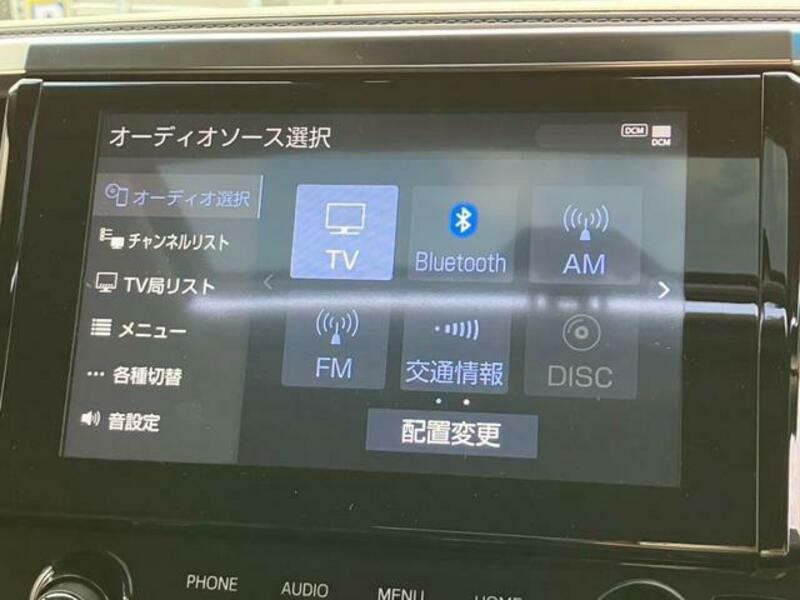 オーディオソース選択
DCM
DCM
オーディオ選択
チャンネルリスト
TV局リスト
メニュー
各種切替
音設定
TV
Bluetooth
AM
FM
交通情報
DISC
配置変更
PHONE
AUDIO
MENU
HOME